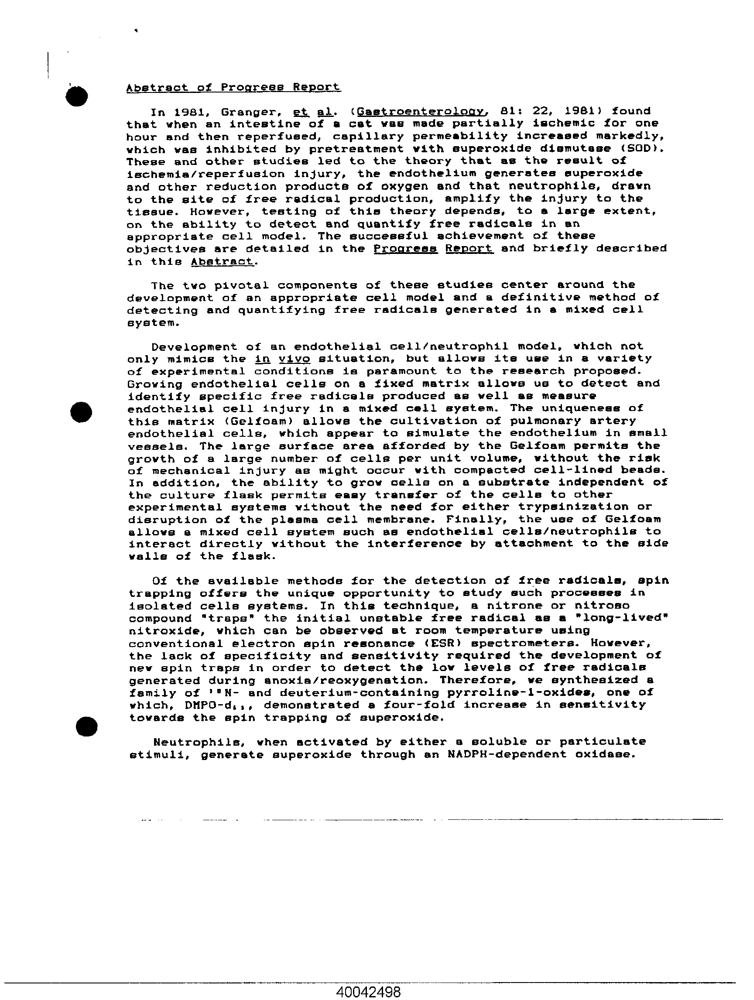 Abstract of Progress Report
In 1981, Granger, et al. (Gastroenterology, 81: 22, 1981) found
that when an intestine of a cat was made partially ischemic for one
hour and then reperfused, capillary permeability increased markedly,
which was inhibited by pretreatment with superoxide dismutase (SOD).
These and other studies led to the theory that as the result of
ischemia/reperfusion injury, the endothelium generates superoxide
and other reduction products of oxygen and that neutrophils, drawn
to the site of free radical production, amplify the injury to the
tissue. However, testing of this theory depends, to a large extent,
on the ability to detect and quantify free radicals in an
appropriate cell model. The successful achievement of these
objectives are detailed in the Progress Report and briefly described
in this Abstract.
The two pivotal components of these studies center around the
development of an appropriate cell model and a definitive method of
detecting and quantifying free radicals generated in a mixed cell
system.
Development of an endothelial cell/neutrophil model, which not
only mimics the in vivo situation, but allows its use in a variety
of experimental conditions is paramount to the research proposed.
Growing endothelial cells on a fixed matrix allows us to detect and
identify specific free radicals produced as well as measure
endothelial cell injury in a mixed cell system. The uniqueness of
this matrix (Gelfoam) allows the cultivation of pulmonary artery
endothelial cells, which appear to simulate the endothelium in small
vessels. The large surface area afforded by the Gelfoam permits the
growth of a large number of cells per unit volume, without the risk
of mechanical injury as might occur with compacted cell-lined beads.
In addition, the ability to grow cells on a substrate independent of
the culture flask permits easy transfer of the cells to other
experimental systems without the need for either trypsinization or
disruption of the plasma cell membrane. Finally, the use of Gelfoam
allows a mixed cell system such as endothelial cells/neutrophils to
interact directly without the interference by attachment to the side
walls of the flask.
Of the available methods for the detection of free radicals, spin
trapping offers the unique opportunity to study such processes in
isolated cells systems. In this technique, a nitrone or nitroso
compound "traps" the initial unstable free radical as a "long-lived"
nitroxide, which can be observed at room temperature using
conventional electron spin resonance (ESR) spectrometers. However,
the lack of specificity and sensitivity required the development of
new spin traps in order to detect the low levels of free radicals
generated during anoxia/reoxygenation. Therefore, we synthesized a
family of N- and deuterium-containing pyrroline-1-oxides, one of
which, DMPO-d, demonstrated a four-fold increase in sensitivity
towards the spin trapping of superoxide.
Neutrophils, when activated by either a soluble or particulate
stimuli, generate superoxide through an NADPH-dependent oxidase.
40042498